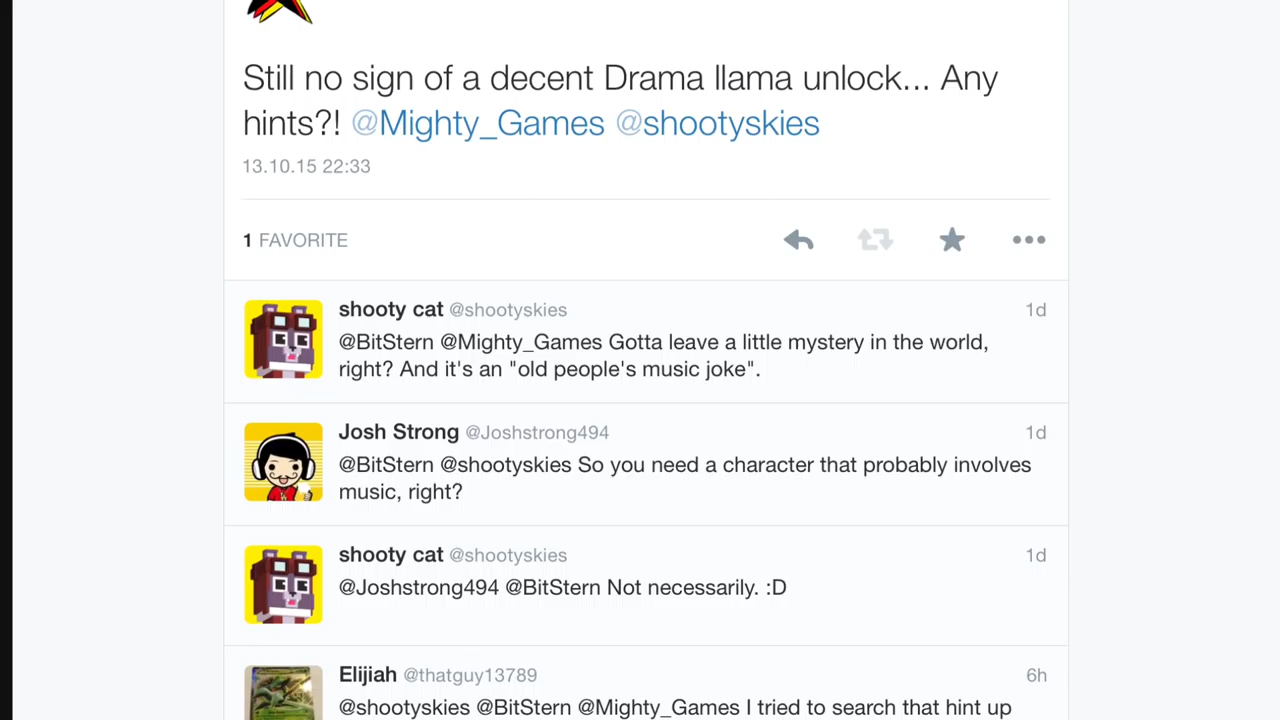 Still no sign of a decent Drama llama unlock... Any
hints?! @Mighty_Games @shootyskies
13.10.15 22:33
1 FAVORITE
shooty cat @shootyskies 1d
@BitStern @Mighty_Games Gotta leave a little mystery in the world,
right? And it's an "old people's music joke".
Josh Strong @Joshstrong494 1d
@BitStern @shootyskies So you need a character that probably involves
music, right?
shooty cat @shootyskies 1d
@Joshstrong494 @BitStern Not necessarily. :D
Elijiah @thatguy13789 6h
@shootyskies @BitStern @Mighty_Games I tried to search that hint up